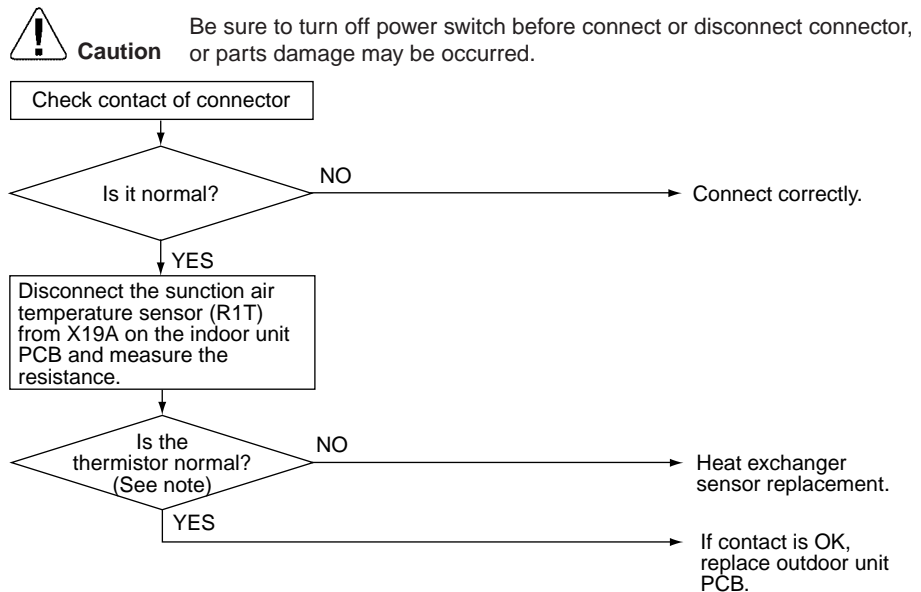 Be sure to turn off power switch before connect or disconnect connector,
Caution or parts damage may be occurred.
Check contact of connector
Is it normal?
NO
Connect correctly.
YES
Disconnect the sunction air
temperature sensor (R1T)
from X19A on the indoor unit
PCB and measure the
resistance.
Is the
thermistor normal?
(See note)
NO
Heat exchanger
sensor replacement.
YES
If contact is OK,
replace outdoor unit
PCB.